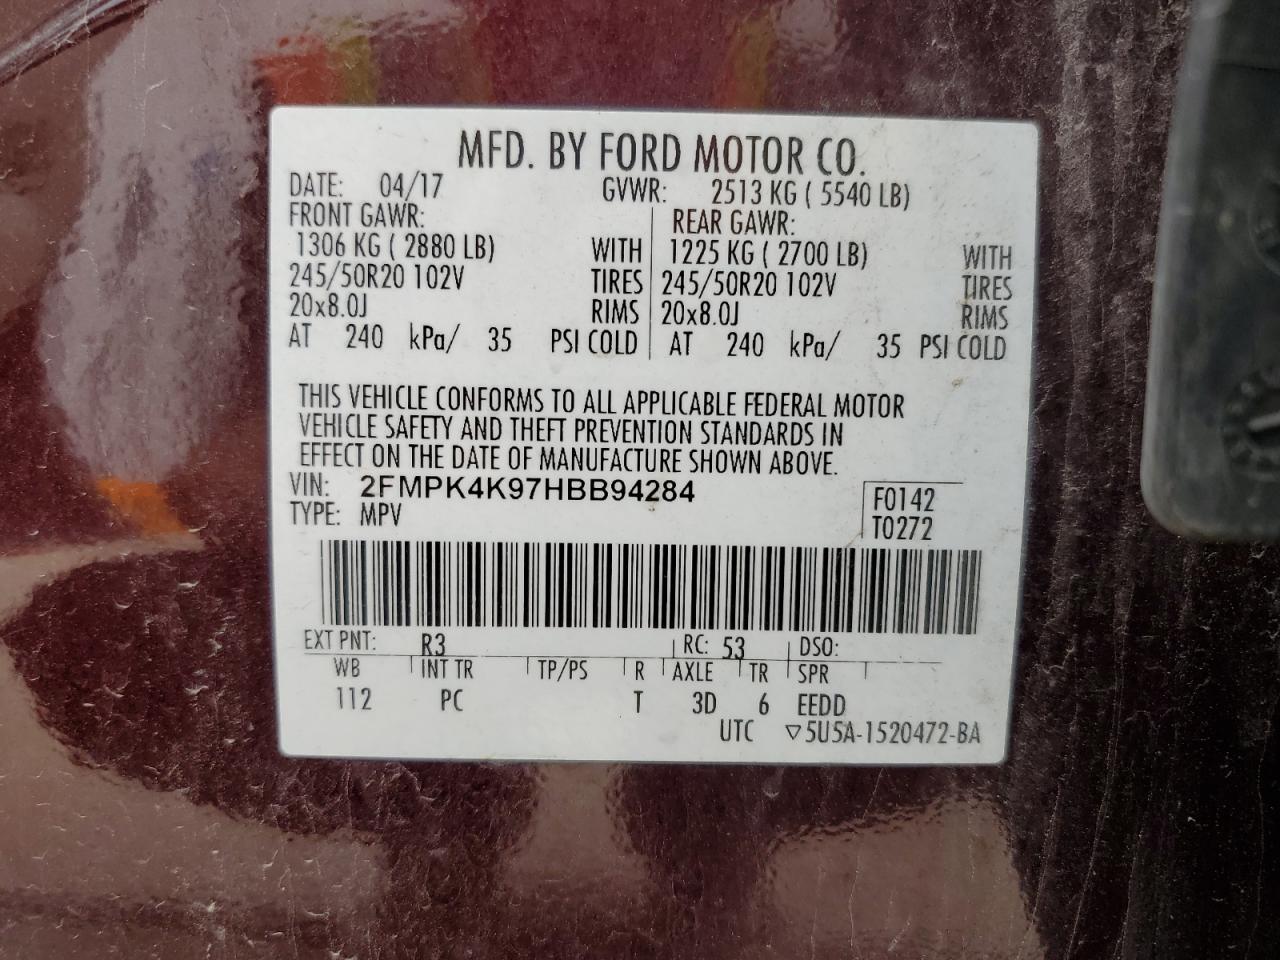 MFD. BY FORD MOTOR CO.
DATE: 04/17 GVWR: 2513 KG ( 5540 LB)
FRONT GAWR: REAR GAWR:
1306 KG ( 2880 LB) WITH 1225 KG ( 2700 LB) WITH
245/50R20 102V TIRES 245/50R20 102V TIRES
20x8.0J RIMS 20x8.0J RIMS
AT 240 kPa/ 35 PSI COLD AT 240 kPa/ 35 PSI COLD
THIS VEHICLE CONFORMS TO ALL APPLICABLE FEDERAL MOTOR
VEHICLE SAFETY AND THEFT PREVENTION STANDARDS IN
EFFECT ON THE DATE OF MANUFACTURE SHOWN ABOVE.
VIN: 2FMPK4K97HBB94284 F0142
TYPE: MPV T0272
EXT PNT: R3 RC: 53 DSO:
WB INT TR TP/PS R AXLE TR SPR
112 PC T 3D 6 EEDD
UTC ▽5U5A-1520472-BA